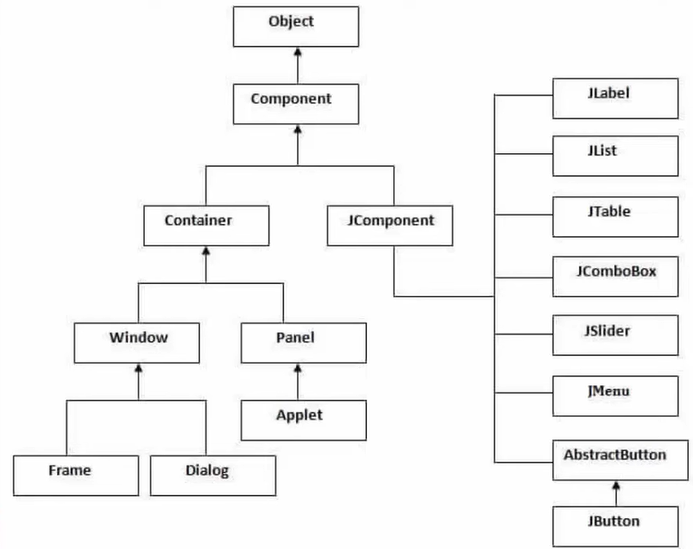 Object
Component
Container
JComponent
Window
Panel
Applet
Frame
Dialog
JLabel
JList
JTable
JComboBox
JSlider
JMenu
AbstractButton
JButton